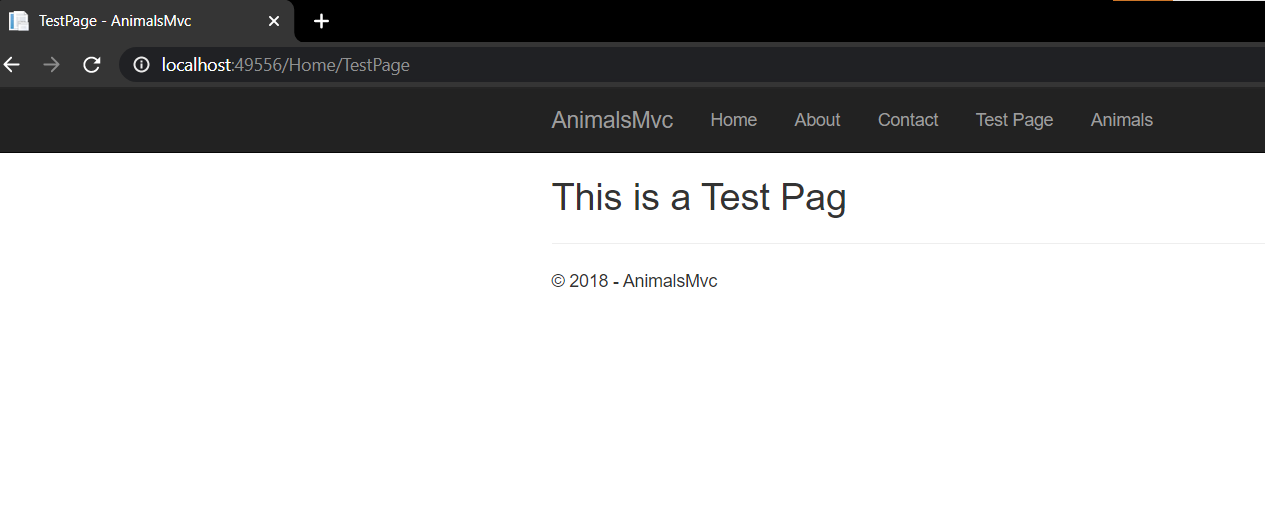 TestPage - AnimalsMvc
localhost:49556/Home/TestPage
AnimalsMvc Home About Contact Test Page Animals
This is a Test Pag
© 2018 - AnimalsMvc